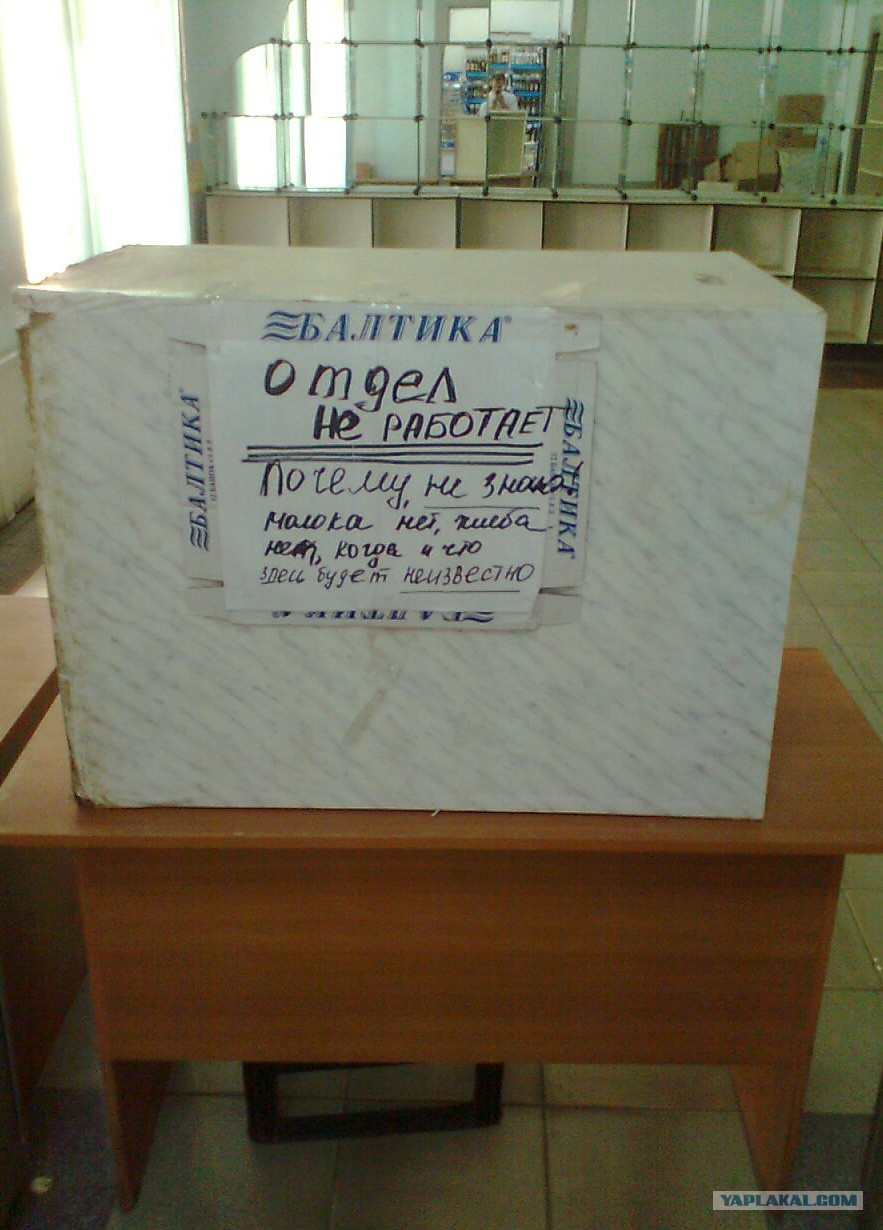 БАЛТИКА®
Отдел
не РАБОТАЕТ
Почему, не знаю,
молока нет, хлеба
нет, когда и что
здесь будет неизвестно
БАЛТИКА®
БАЛТИКА
БАЛТИКА
YAPLAKAL.COM